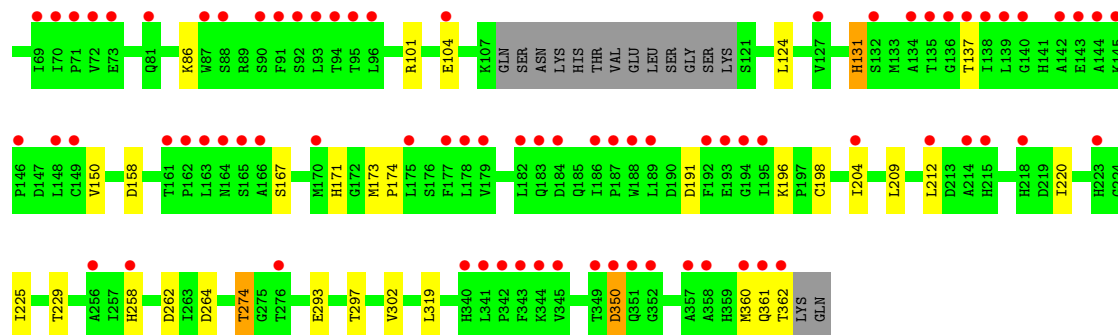 I69 I70 P71 V72 E73 Q81 K86 W87 S88 R89 S90 F91 S92 L93 T94 T95 L96 R101 E104 K107 GLN SER ASN LYS HIS THR VAL GLU LEU SER GLY SER LYS S121 L124 V127 H131 S132 M133 A134 T135 G136 T137 I138 L139 G140 H141 A142 E143 A144 K145
P146 D147 L148 C149 V150 D158 T161 P162 L163 N164 S165 A166 S167 M170 H171 G172 M173 P174 L175 S176 F177 L178 V179 L182 Q183 D184 Q185 I186 P187 W188 L189 D190 D191 F192 E193 G194 I195 K196 P197 C198 I204 L209 L212 D213 A214 H215 H218 D219 I220 H223
I225 T229 A256 I257 H258 D262 I263 D264 T274 G275 T276 E293 T297 V302 L319 H340 L341 P342 F343 K344 V345 T349 D350 Q351 G352 A357 A358 H359 M360 Q361 T362 LYS GLN